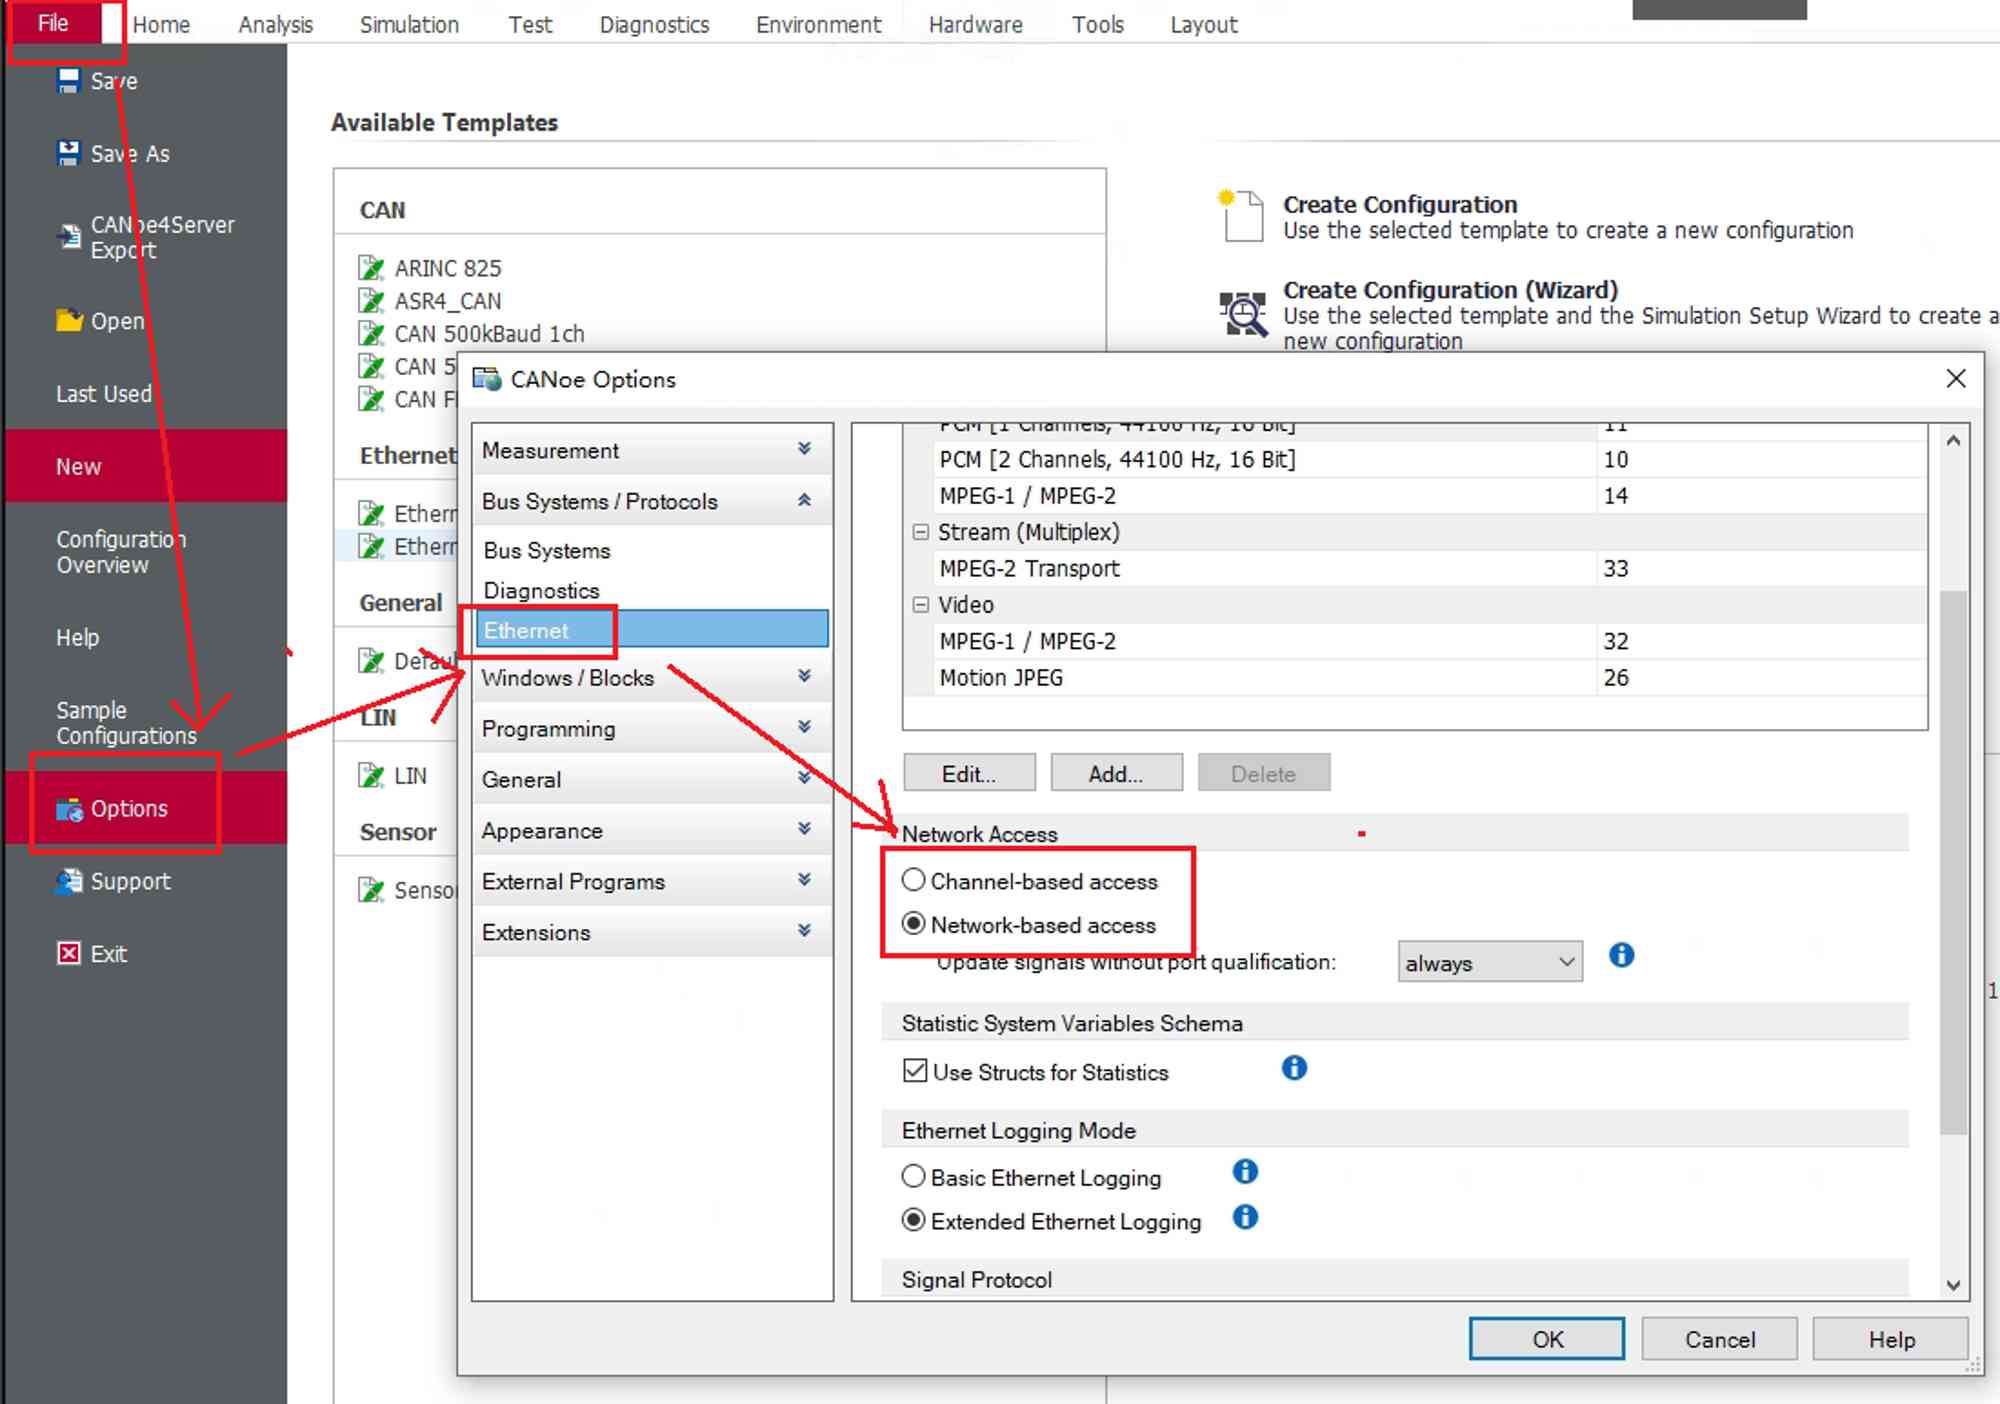 File
Home
Analysis
Simulation
Test
Diagnostics
Environment
Hardware
Tools
Layout
Save
Save As
CANoe4Server
Export
Open
Last Used
New
Configuration
Overview
Help
Sample
Configurations
Options
Support
Exit
Available Templates
CAN
ARINC 825
ASR4_CAN
CAN 500kBaud 1ch
CAN 5
CAN F
Ethernet
Ethern
Ethern
General
Defaul
LIN
LIN
Sensor
Sensor
Create Configuration
Use the selected template to create a new configuration
Create Configuration (Wizard)
Use the selected template and the Simulation Setup Wizard to create a
new configuration
CANoe Options
Measurement
Bus Systems / Protocols
Bus Systems
Diagnostics
Ethernet
Windows / Blocks
Programming
General
Appearance
External Programs
Extensions
PCM [1 Channels, 44100 Hz, 16 Bit] 11
PCM [2 Channels, 44100 Hz, 16 Bit] 10
MPEG-1 / MPEG-2 14
Stream (Multiplex)
MPEG-2 Transport 33
Video
MPEG-1 / MPEG-2 32
Motion JPEG 26
Edit... Add... Delete
Network Access
Channel-based access
Network-based access
Update signals without port qualification: always
Statistic System Variables Schema
Use Structs for Statistics
Ethernet Logging Mode
Basic Ethernet Logging
Extended Ethernet Logging
Signal Protocol
OK Cancel Help
1